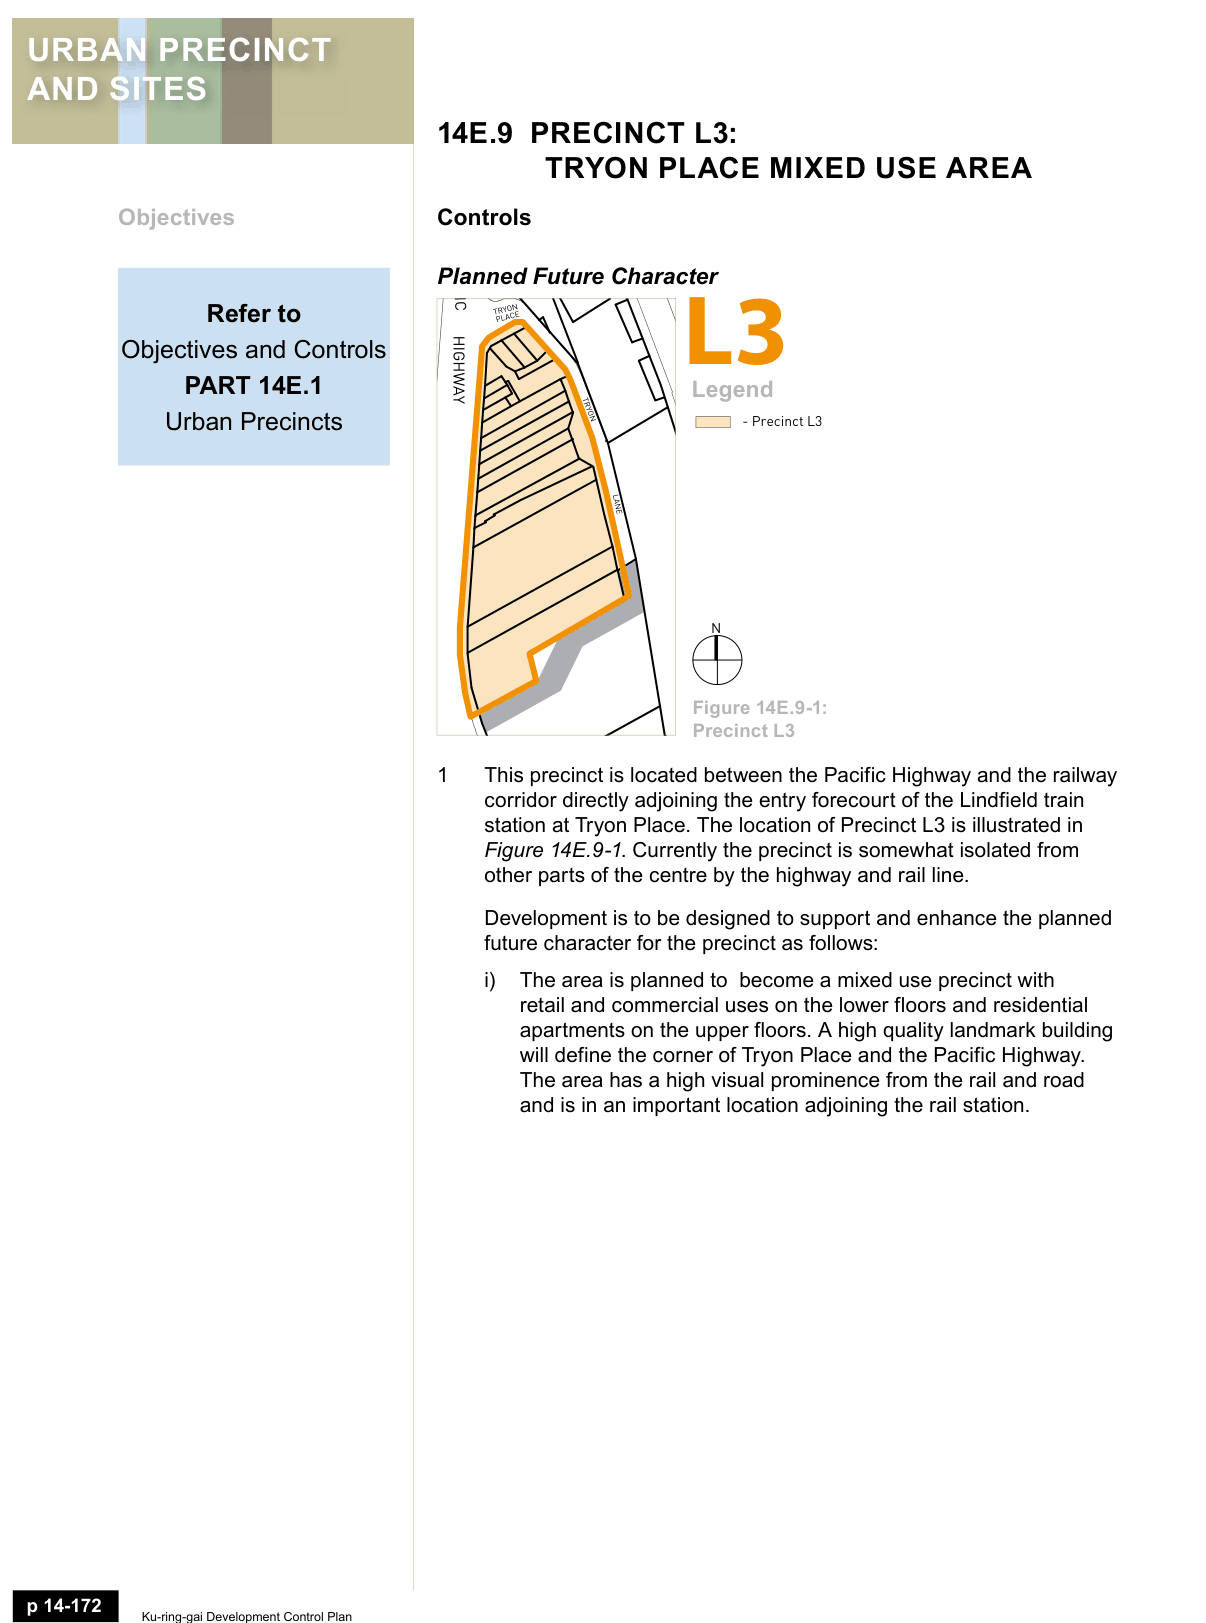 URBAN PRECINCT
AND SITES
14E.9 PRECINCT L3:
TRYON PLACE MIXED USE AREA
Objectives
Controls
Refer to
Objectives and Controls
PART 14E.1
Urban Precincts
Planned Future Character
IC
HIGHWAY
TRYON
PLACE
TRYON
LANE
L3
Legend
- Precinct L3
N
Figure 14E.9-1:
Precinct L3
1 This precinct is located between the Pacific Highway and the railway
corridor directly adjoining the entry forecourt of the Lindfield train
station at Tryon Place. The location of Precinct L3 is illustrated in
Figure 14E.9-1. Currently the precinct is somewhat isolated from
other parts of the centre by the highway and rail line.
Development is to be designed to support and enhance the planned
future character for the precinct as follows:
i) The area is planned to  become a mixed use precinct with
retail and commercial uses on the lower floors and residential
apartments on the upper floors. A high quality landmark building
will define the corner of Tryon Place and the Pacific Highway.
The area has a high visual prominence from the rail and road
and is in an important location adjoining the rail station.
p 14-172
Ku-ring-gai Development Control Plan